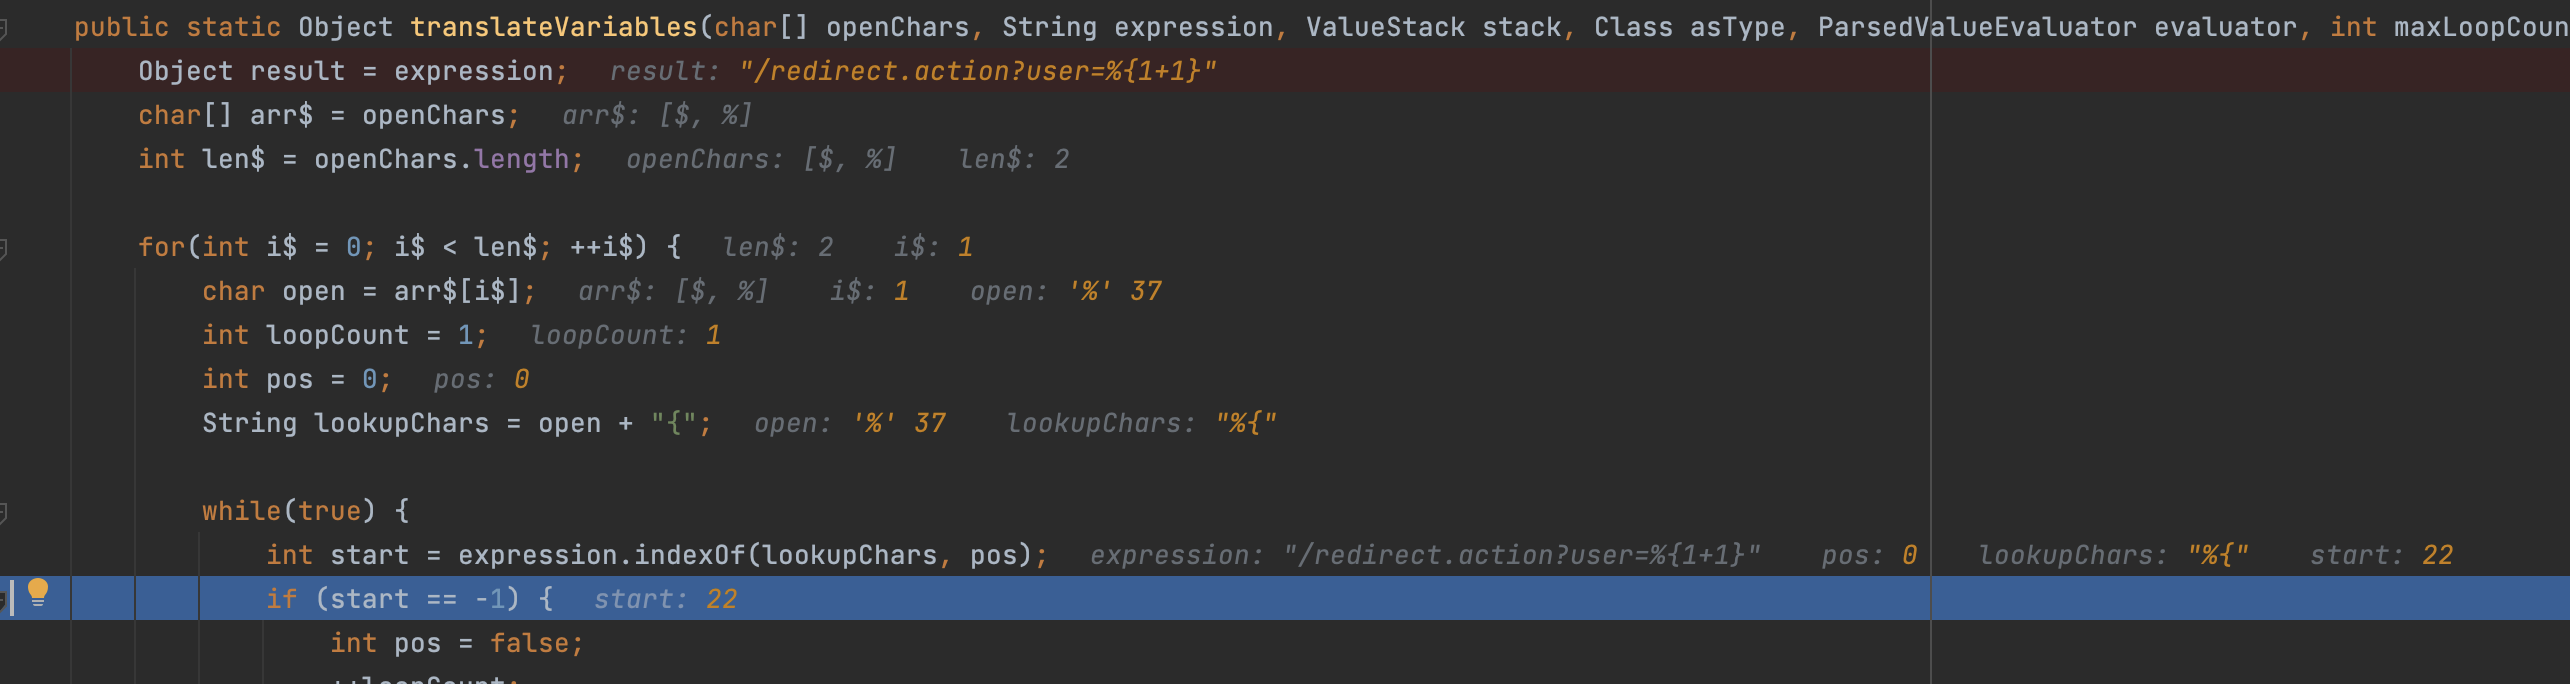 public static Object translateVariables(char[] openChars, String expression, ValueStack stack, Class asType, ParsedValueEvaluator evaluator, int maxLoopCoun
Object result = expression; result: "/redirect.action?user=%{1+1}"
char[] arr$ = openChars; arr$: [$, %]
int len$ = openChars.length; openChars: [$, %] len$: 2
for(int i$ = 0; i$ < len$; ++i$) { len$: 2 i$: 1
char open = arr$[i$]; arr$: [$, %] i$: 1 open: '%' 37
int loopCount = 1; loopCount: 1
int pos = 0; pos: 0
String lookupChars = open + "{"; open: '%' 37 lookupChars: "%{"
while(true) {
int start = expression.indexOf(lookupChars, pos); expression: "/redirect.action?user=%{1+1}" pos: 0 lookupChars: "%{" start: 22
if (start == -1) { start: 22
int pos = false;
++loopCount;